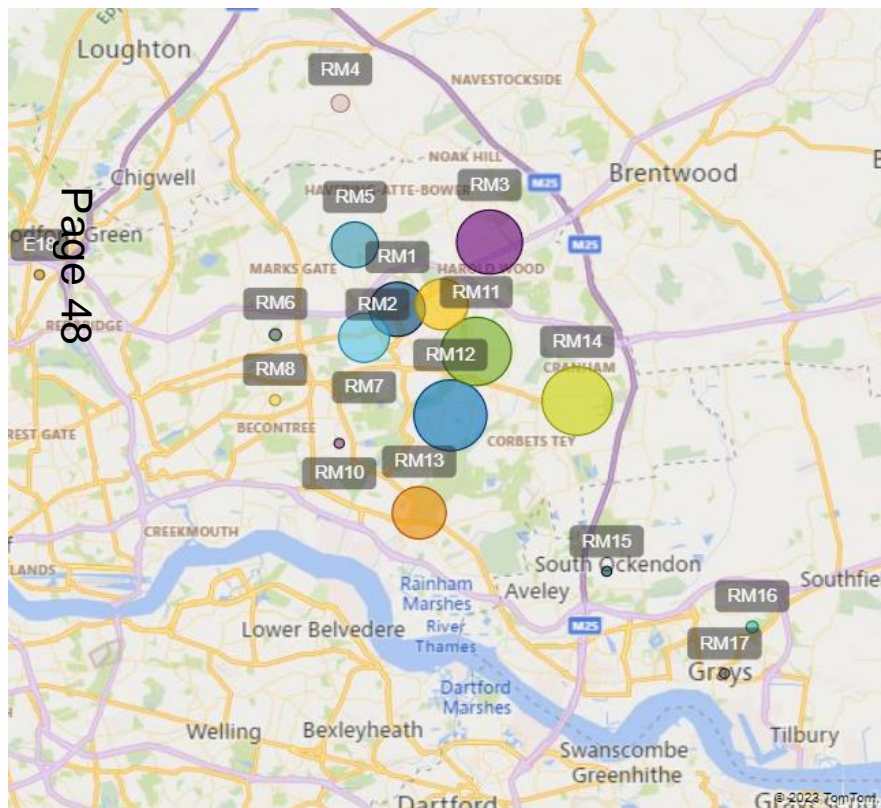 Loughton
RM4
NAVESTOCKSIDE
NOAK HILL
Brentwood
Chigwell
M25
RM3
RM5
Page 48
Green
E18
M25
RM1
MARKS GATE
HAROLD WOOD
RM11
RM2
RM6
RM14
RM12
CRANHAM
RM8
RM7
REST GATE
BECONTREE
CORBETS TEY
RM13
RM10
CREEKMOUTH
RM15
LANDS
South Ockendon
Southfie
Rainham
Marshes
Aveley
RM16
River
Thames
M25
Lower Belvedere
RM17
Grays
Dartford
Marshes
Welling
Bexleyheath
Tilbury
Swanscombe
Greenhithe
Dartford
© 2023 TomTom